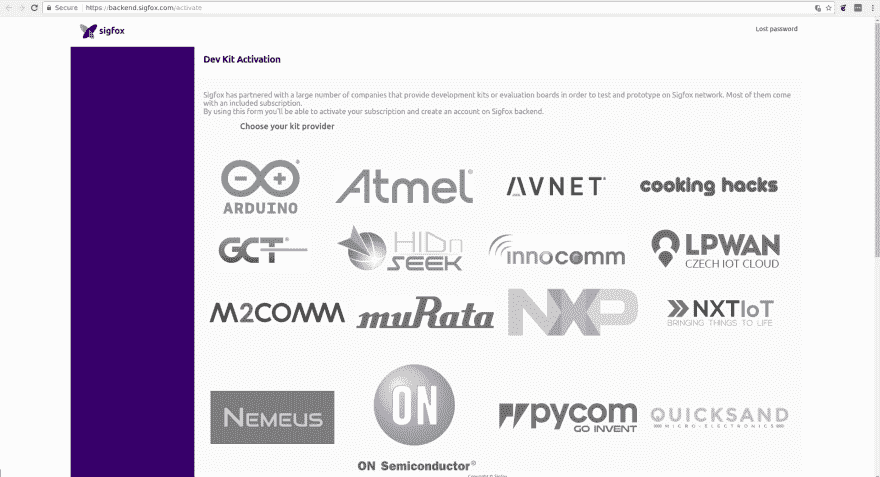 Secure https://backend.sigfox.com/activate
sigfox
Lost password
Dev Kit Activation
Sigfox has partnered with a large number of companies that provide development kits or evaluation boards in order to test and prototype on Sigfox network. Most of them come
with an included subscription.
By using this form you'll be able to activate your subscription and create an account on Sigfox backend.
Choose your kit provider
ARDUINO
Atmel
AVNET
cooking hacks
GCT
HIDnSEEK
innocomm
LPWAN
CZECH IOT CLOUD
M2COMM
muRata
NXP
NXTIoT
BRINGING THINGS TO LIFE
NEMEUS
ON
ON Semiconductor
pycom
GO INVENT
QUICKSAND
MICRO-ELECTRONICS
Copyright © Sigfox